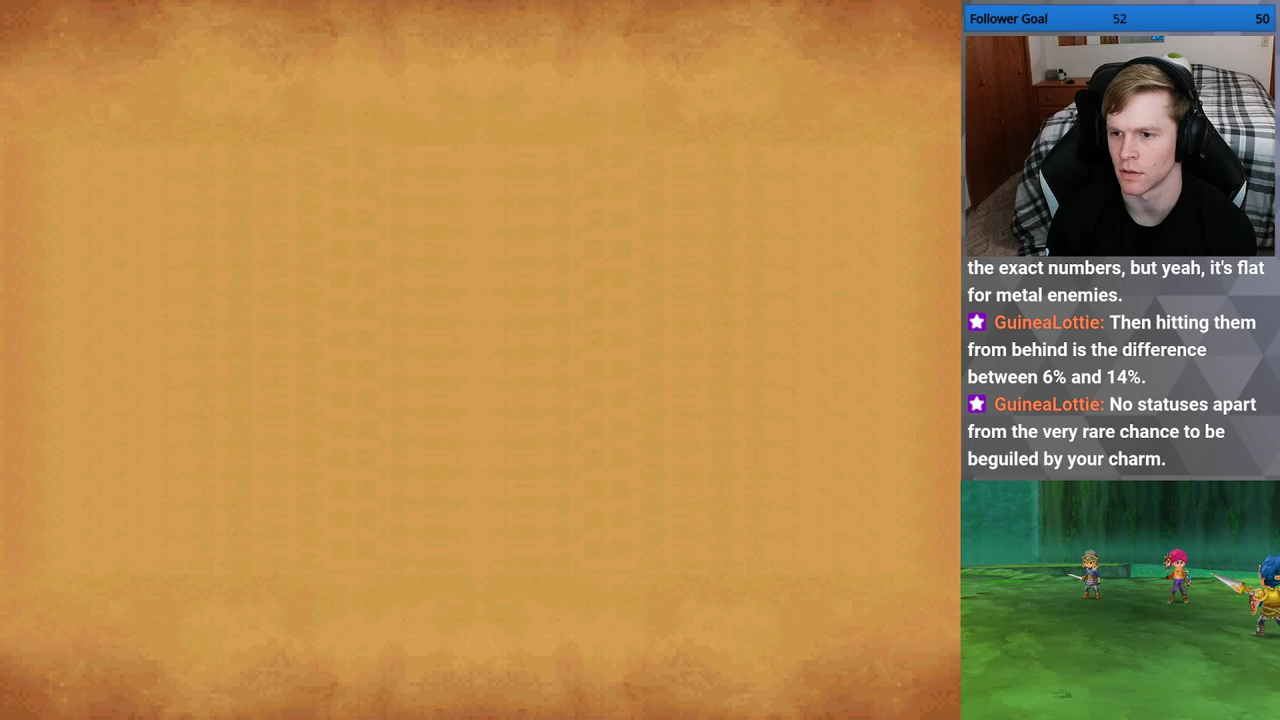 Follower Goal 52 50
the exact numbers, but yeah, it's flat
for metal enemies.
GuineaLottie: Then hitting them
from behind is the difference
between 6% and 14%.
GuineaLottie: No statuses apart
from the very rare chance to be
beguiled by your charm.